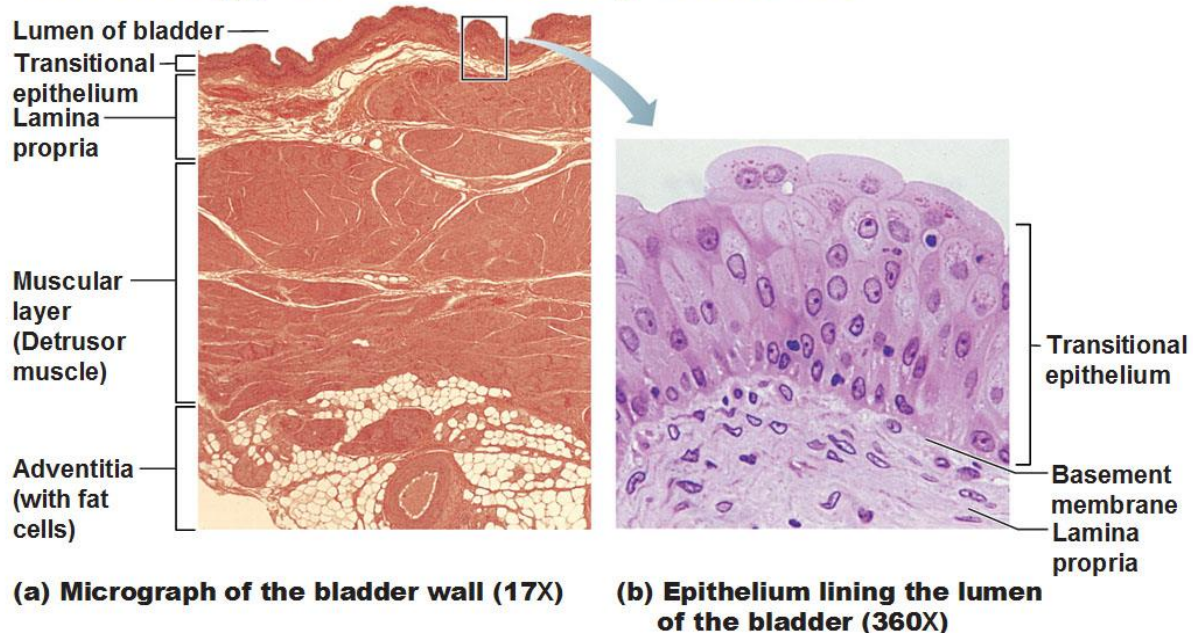 Lumen of bladder
Transitional
epithelium
Lamina
propria
Muscular
layer
(Detrusor
muscle)
Adventitia
(with fat
cells)
(a) Micrograph of the bladder wall (17X)
Transitional
epithelium
Basement
membrane
Lamina
propria
(b) Epithelium lining the lumen
of the bladder (360X)